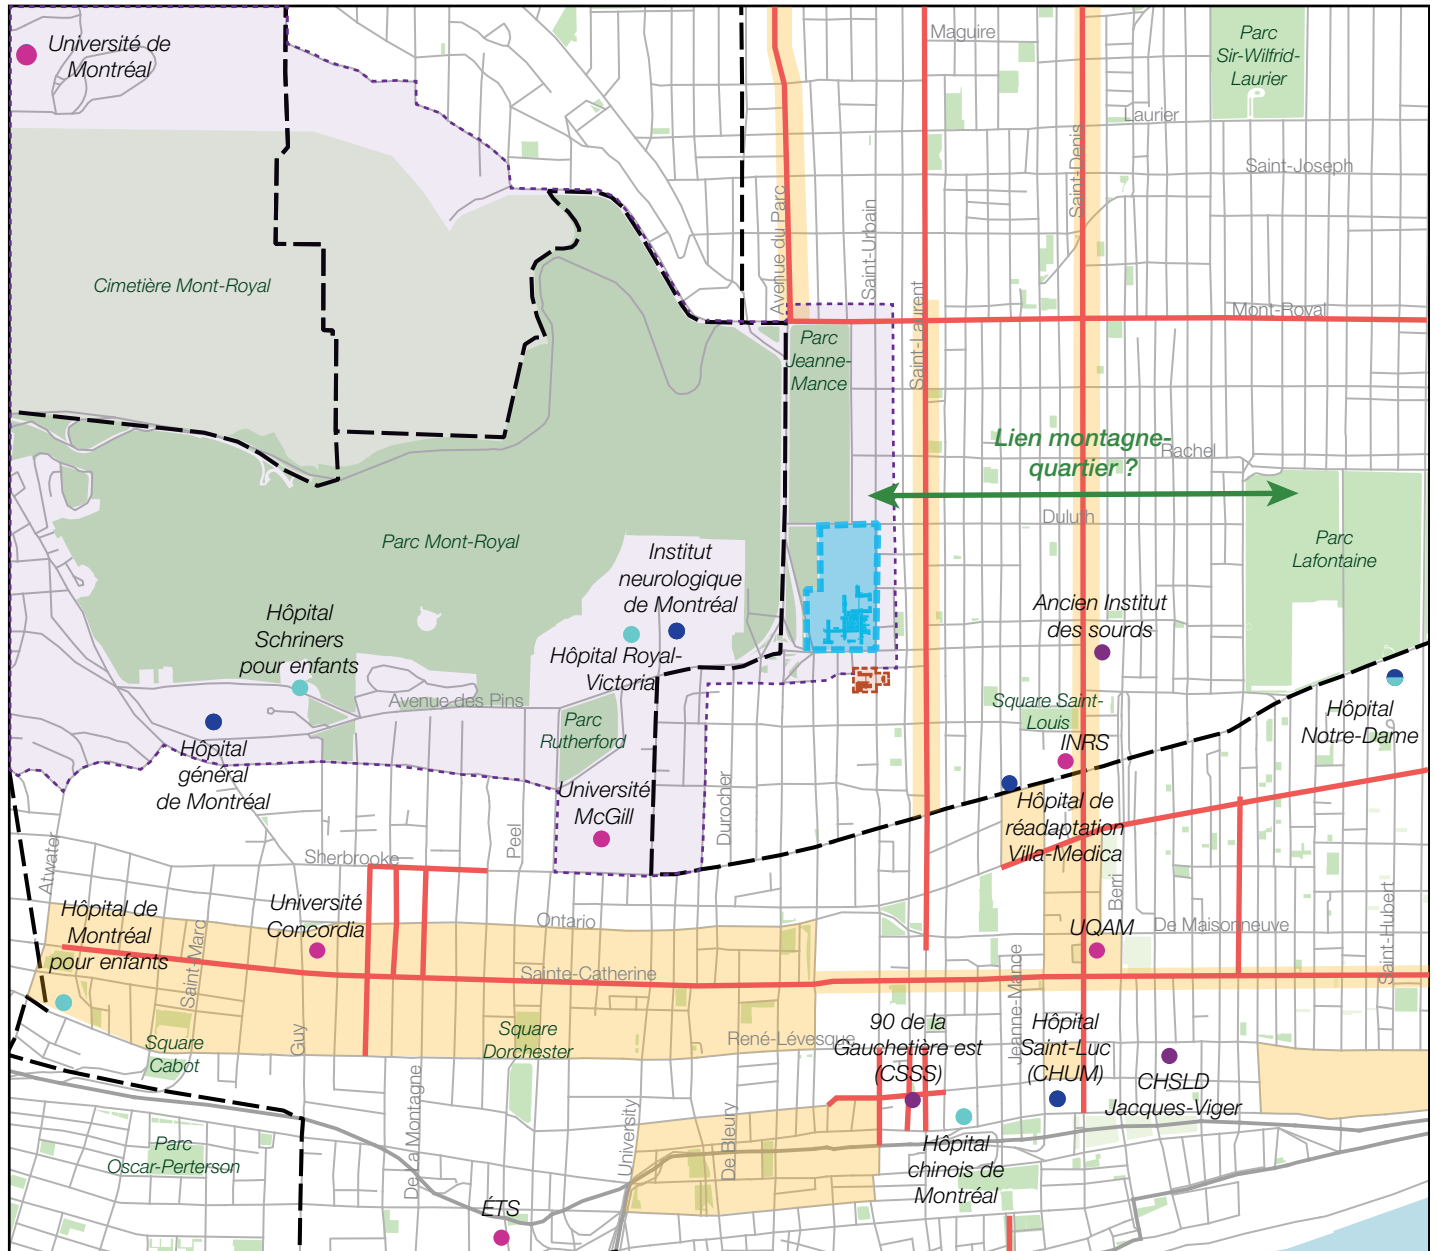 Université de
Montréal
Maguire
Parc
Sir-Wilfrid-
Laurier
Laurier
Saint-Denis
Saint-Joseph
Avenue du Parc
Saint-Urbain
Cimetière Mont-Royal
Saint-Laurent
Mont-Royal
Parc
Jeanne-
Mance
Lien montagne-
quartier ?
Rachel
Duluth
Parc Mont-Royal
Parc
Lafontaine
Institut
neurologique
de Montréal
Hôpital
Schriners
pour enfants
Ancien Institut
des sourds
Hôpital Royal-
Victoria
Avenue des Pins
Square Saint-
Louis
Parc
Rutherford
Hôpital
Notre-Dame
INRS
Hôpital
général
de Montréal
Université
McGill
Durocher
Hôpital de
réadaptation
Villa-Medica
Peel
Sherbrooke
Atwater
Berri
Hôpital de
Montréal
pour enfants
Saint-Marc
Université
Concordia
Ontario
UQAM
De Maisonneuve
Saint-Hubert
Sainte-Catherine
Jeanne-Mance
Guy
Square
Cabot
Square
Dorchester
René-Lévesque
90 de la
Gauchetière est
(CSSS)
Hôpital
Saint-Luc
(CHUM)
CHSLD
Jacques-Viger
De La Montagne
University
De Bleury
Parc
Oscar-Perterson
Hôpital
chinois de
Montréal
ÉTS